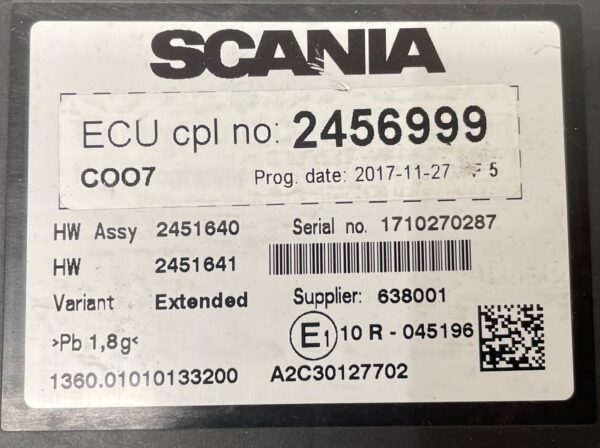 SCANIA
ECU cpl no: 2456999
COO7 Prog. date: 2017-11-27 F 5
HW Assy 2451640 Serial no. 1710270287
HW 2451641
Variant Extended Supplier: 638001
>Pb 1,8g< E1 10 R - 045196
1360.01010133200 A2C30127702